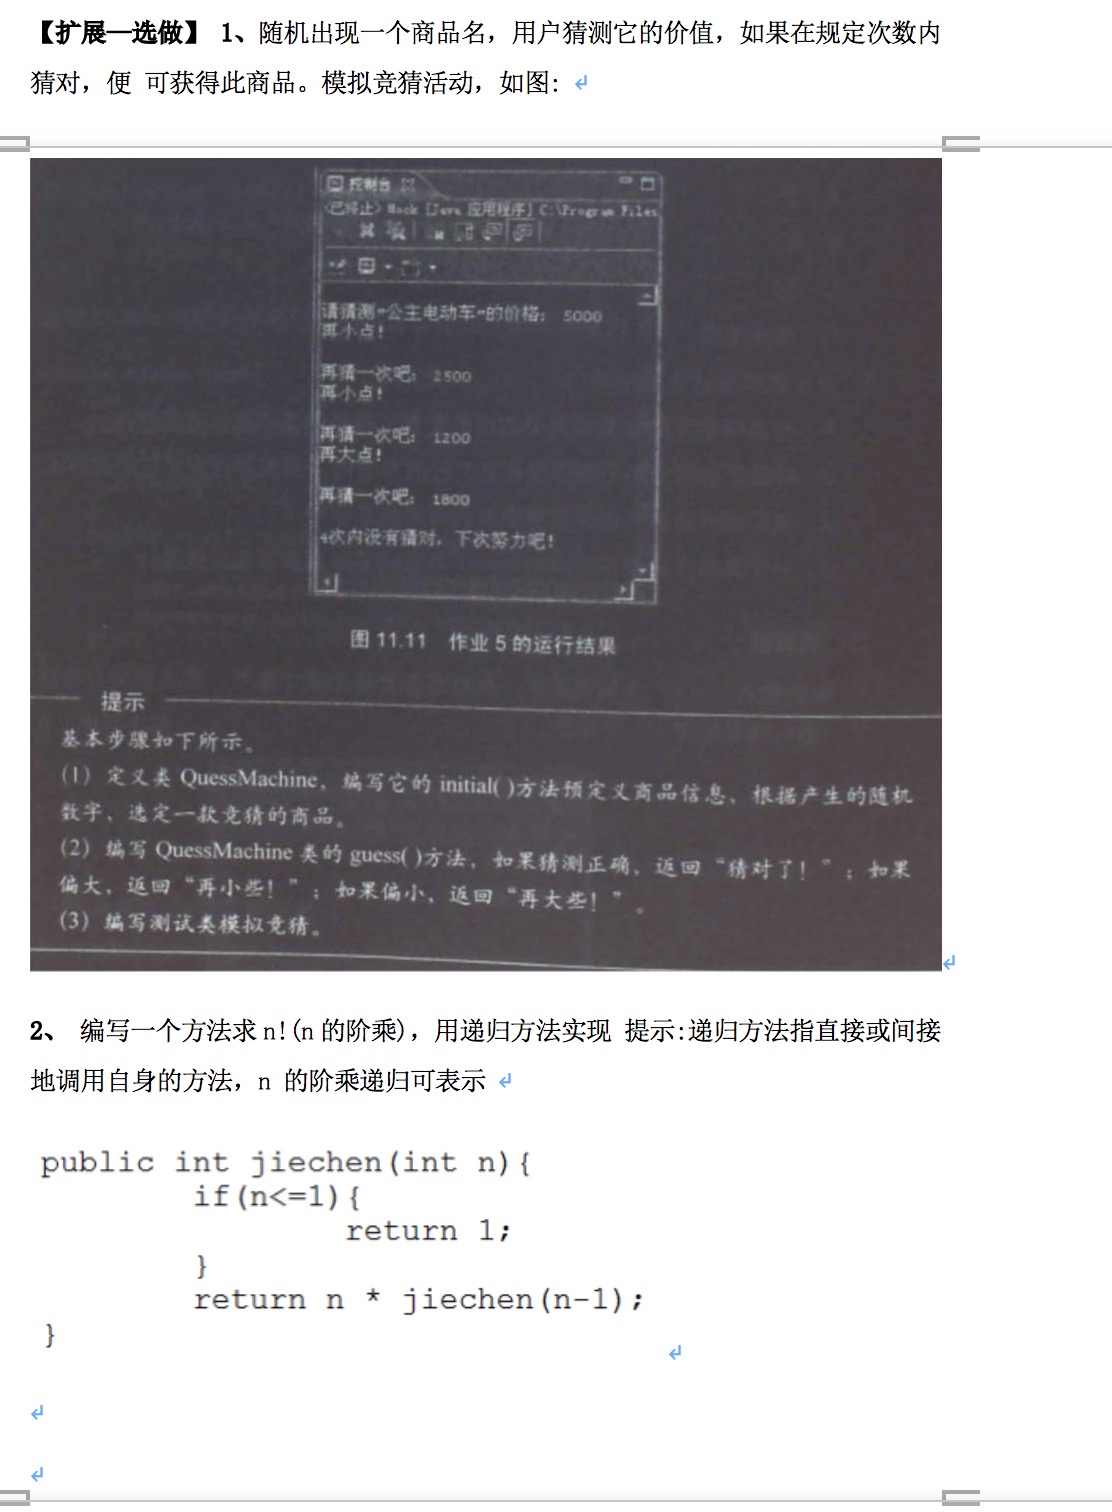 【扩展—选做】 1、随机出现一个商品名，用户猜测它的价值，如果在规定次数内
猜对，便 可获得此商品。模拟竞猜活动，如图：
控制台
<已终止> Mock [Java 应用程序] C:\Program Files
请猜测“公主电动车”的价格： 5000
再小点！
再猜一次吧： 2500
再小点！
再猜一次吧： 1200
再大点！
再猜一次吧： 1800
4次内没有猜对，下次努力吧！
图 11.11 作业 5 的运行结果
提示
基本步骤如下所示。
（1）定义类 QuessMachine，编写它的 initial( )方法预定义商品信息、根据产生的随机
数字、选定一款竞猜的商品。
（2）编写 QuessMachine 类的 guess( )方法，如果猜测正确，返回“猜对了！”；如果
偏大，返回“再小些！”；如果偏小，返回“再大些！”。
（3）编写测试类模拟竞猜。
2、 编写一个方法求 n!(n 的阶乘)，用递归方法实现 提示:递归方法指直接或间接
地调用自身的方法，n 的阶乘递归可表示
public int jiechen(int n){
if(n<=1){
return 1;
}
return n * jiechen(n-1);
}